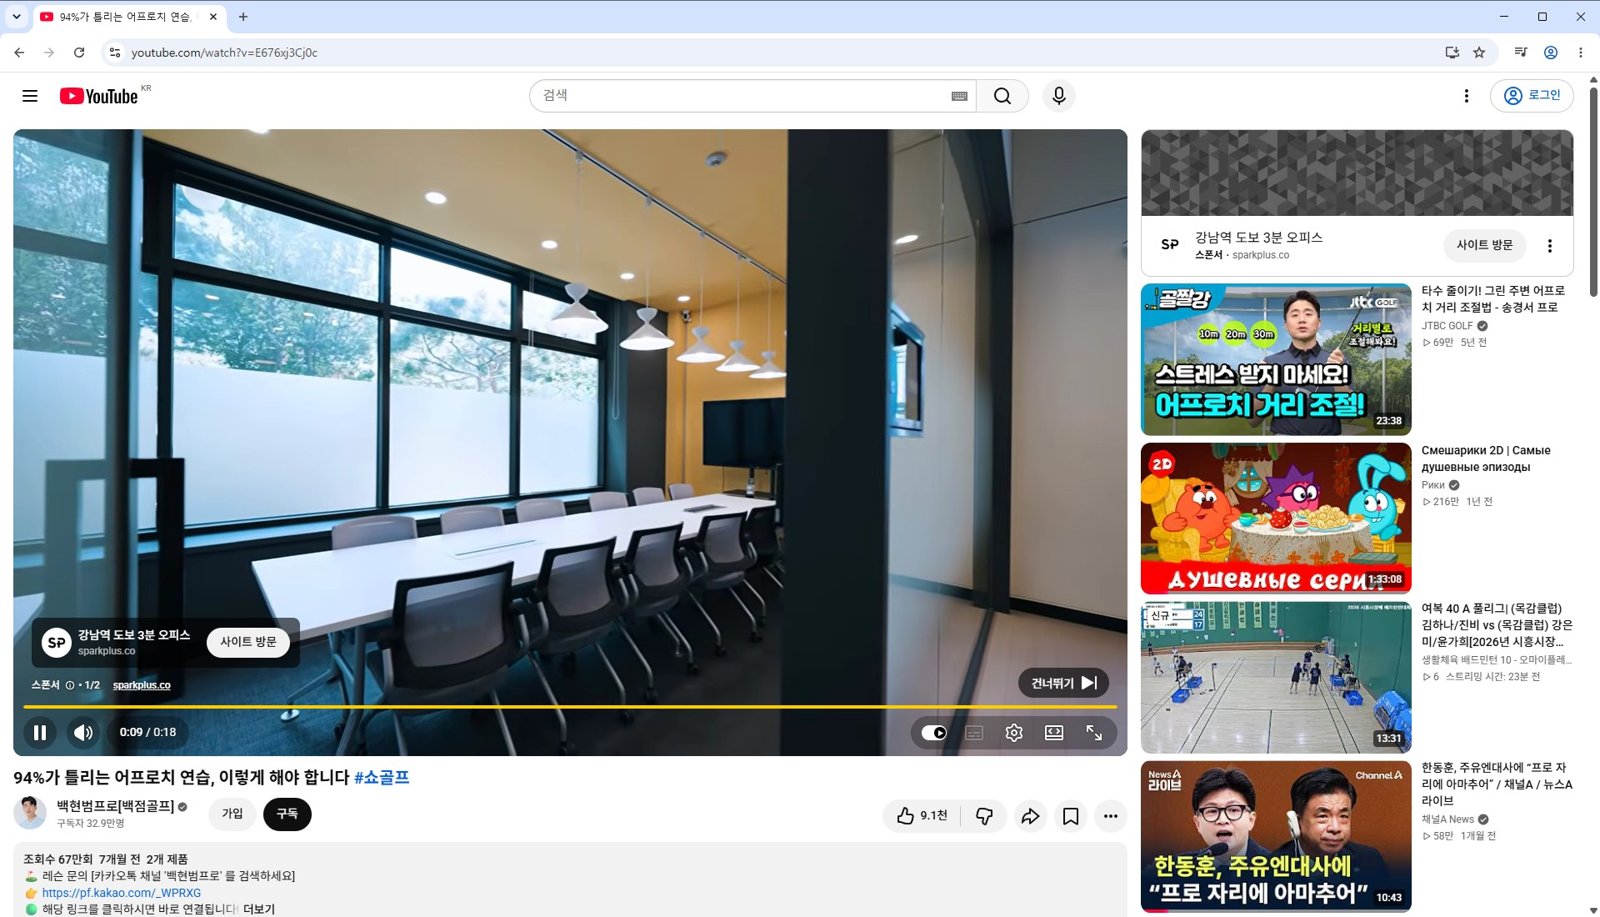 94%가 틀리는 어프로치 연습,
youtube.com/watch?v=E676xj3Cj0c
YouTube KR
검색
로그인
SP
강남역 도보 3분 오피스
sparkplus.co
사이트 방문
스폰서 · 1/2 sparkplus.co
건너뛰기
0:09 / 0:18
94%가 틀리는 어프로치 연습, 이렇게 해야 합니다 #쇼골프
백현범프로[백점골프]
구독자 32.9만명
가입
구독
9.1천
조회수 67만회 7개월 전 2개 제품
레슨 문의 [카카오톡 채널 '백현범프로' 를 검색하세요]
https://pf.kakao.com/_WPRXG
해당 링크를 클릭하시면 바로 연결됩니다! 더보기
SP
강남역 도보 3분 오피스
스폰서 · sparkplus.co
사이트 방문
골짤강
JTBC GOLF
10m 20m 30m
거리별로
조절해봐요!
스트레스 받지 마세요!
어프로치 거리 조절!
23:38
타수 줄이기! 그린 주변 어프로
치 거리 조절법 - 송경서 프로
JTBC GOLF
69만 5년 전
2D
ДУШЕВНЫЕ СЕРИИ
1:33:08
Смешарики 2D | Самые
душевные эпизоды
Рики
216만 1년 전
신규
24
17
13:31
여복 40 A 풀리그| (목감클럽)
김하나/진비 vs (목감클럽) 강은
미/윤가희[2026년 시흥시장...
생활체육 배드민턴 10 - 오마이플레...
6 스트리밍 시간: 23분 전
News A
라이브
Channel A
한동훈, 주유엔대사에
“프로 자리에 아마추어”
10:43
한동훈, 주유엔대사에 “프로 자
리에 아마추어” / 채널A / 뉴스A
라이브
채널A News
58만 1개월 전